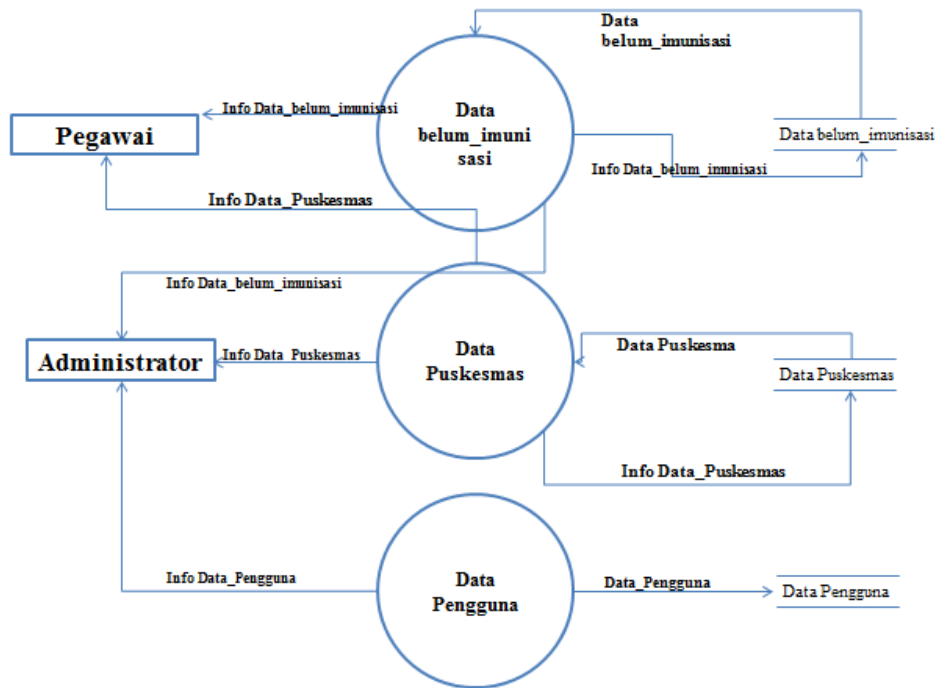 Data
belum_imunisasi
Info Data_belum_imunisasi
Data
belum_imuni
sasi
Pegawai
Data belum_imunisasi
Info Data_belum_imunisasi
Info Data_Puskesmas
Info Data_belum_imunisasi
Administrator
Info Data_Puskesmas
Data
Puskesmas
Data Puskesma
Data Puskesmas
Info Data_Puskesmas
Info Data_Pengguna
Data
Pengguna
Data_Pengguna
Data Pengguna